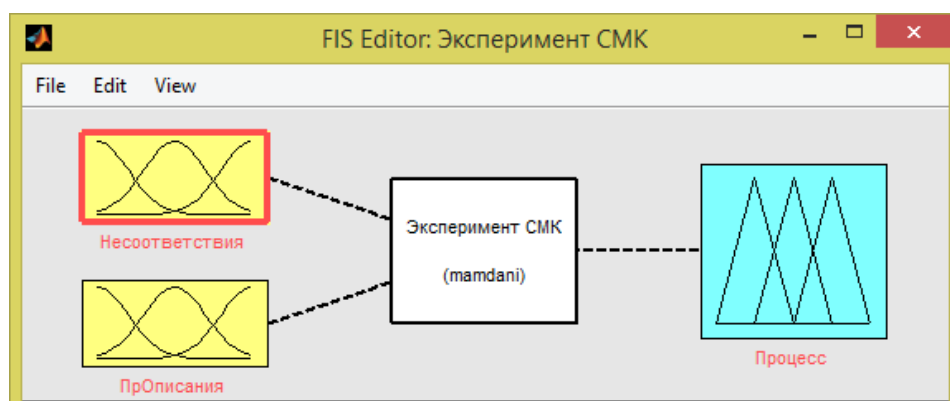 FIS Editor: Эксперимент СМК
File Edit View
Несоответствия
Эксперимент СМК
(mamdani)
Процесс
ПрОписания